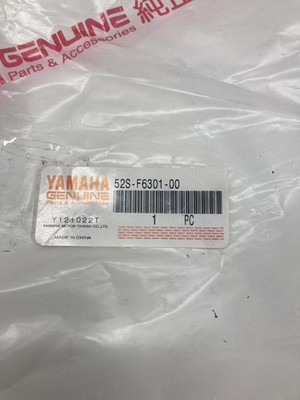 GENUINE 純正
Parts & Accessories
YAMAHA
GENUINE
52S-F6301-00
1 PC
Y121022T
YAMAHA MOTOR TAIWAN CO.,LTD
MADE IN CHINA